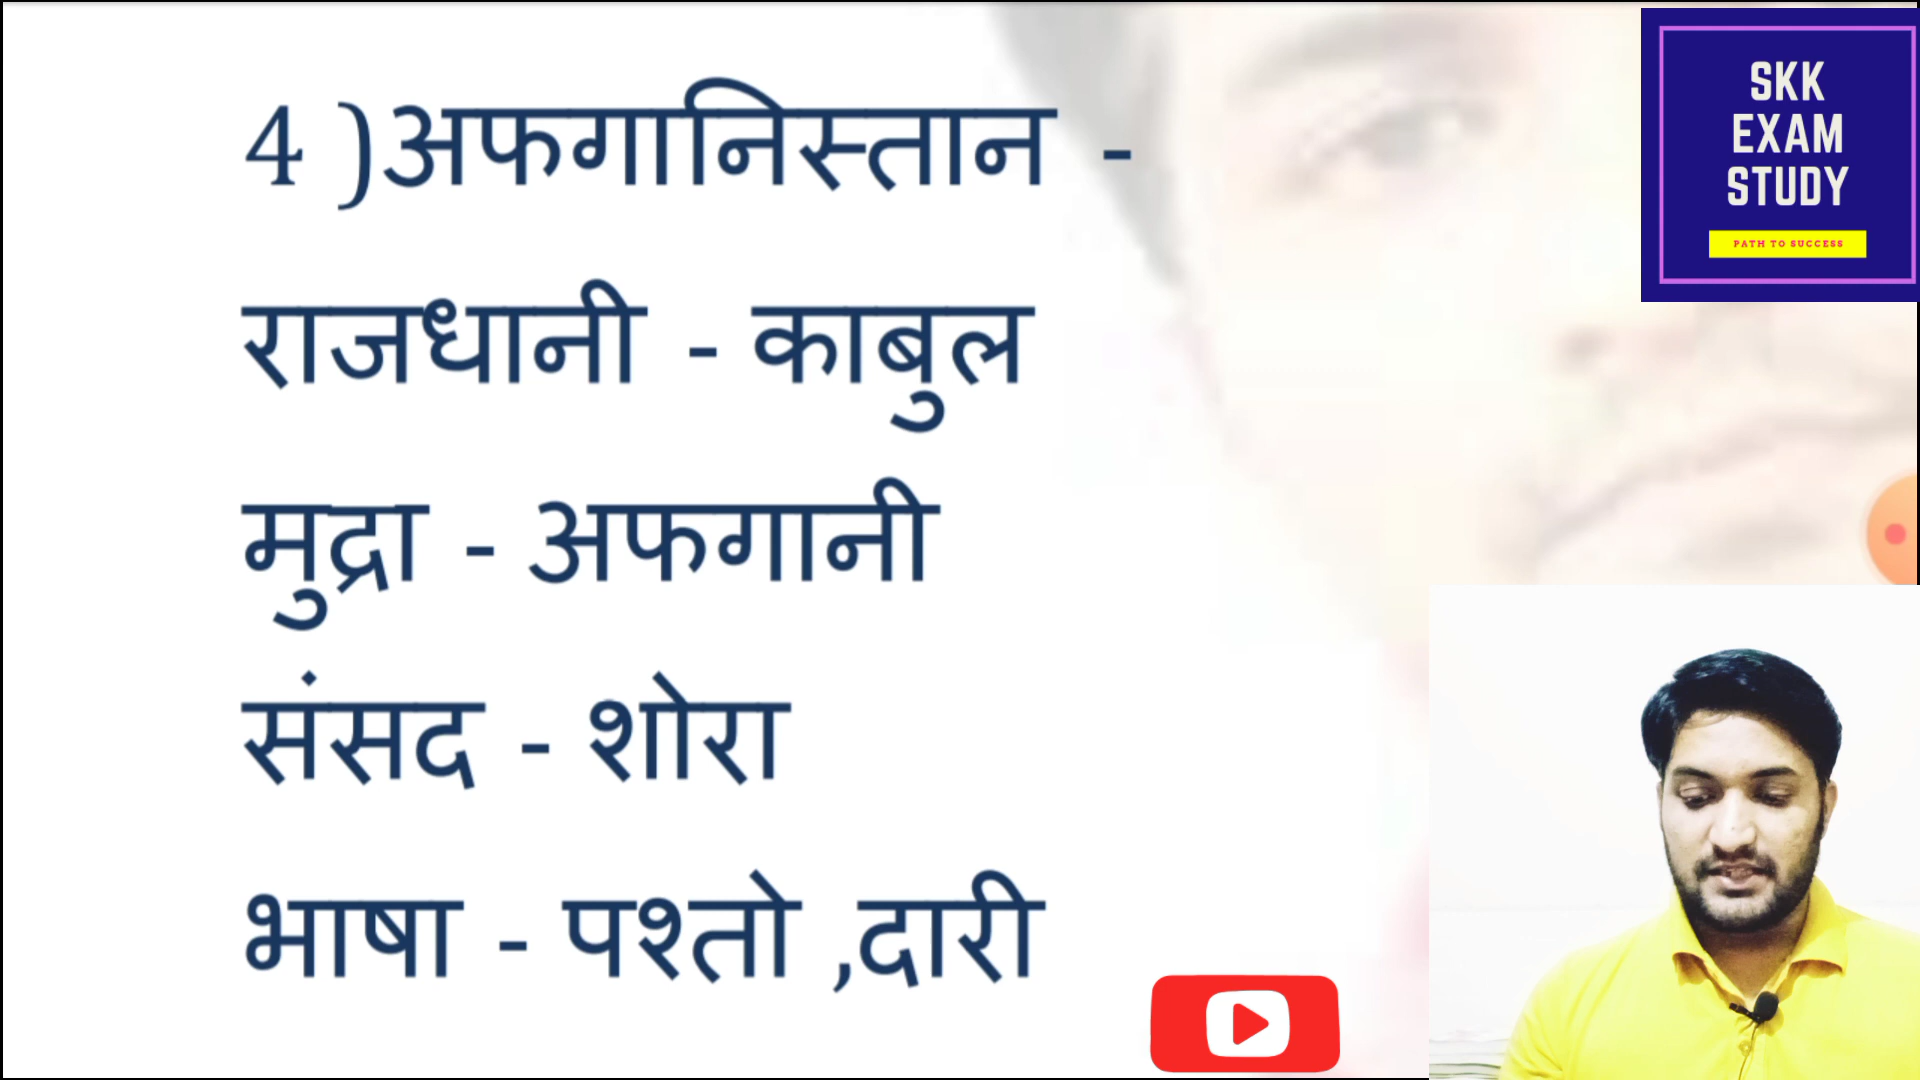 4 )अफगानिस्तान -
राजधानी - काबुल
मुद्रा - अफगानी
संसद - शोरा
भाषा - पश्तो ,दारी
SKK
EXAM
STUDY
PATH TO SUCCESS